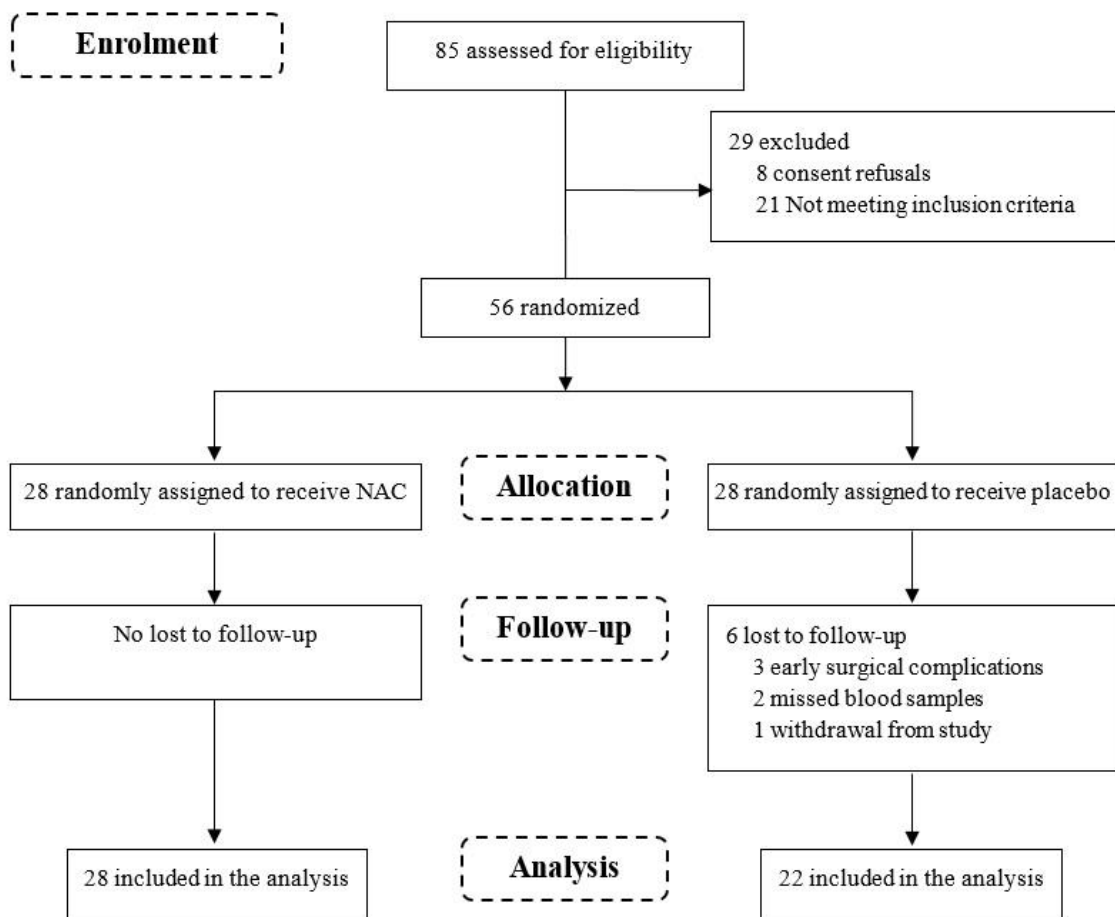 Enrolment
85 assessed for eligibility
29 excluded
8 consent refusals
21 Not meeting inclusion criteria
56 randomized
28 randomly assigned to receive NAC
Allocation
28 randomly assigned to receive placebo
No lost to follow-up
Follow-up
6 lost to follow-up
3 early surgical complications
2 missed blood samples
1 withdrawal from study
28 included in the analysis
Analysis
22 included in the analysis